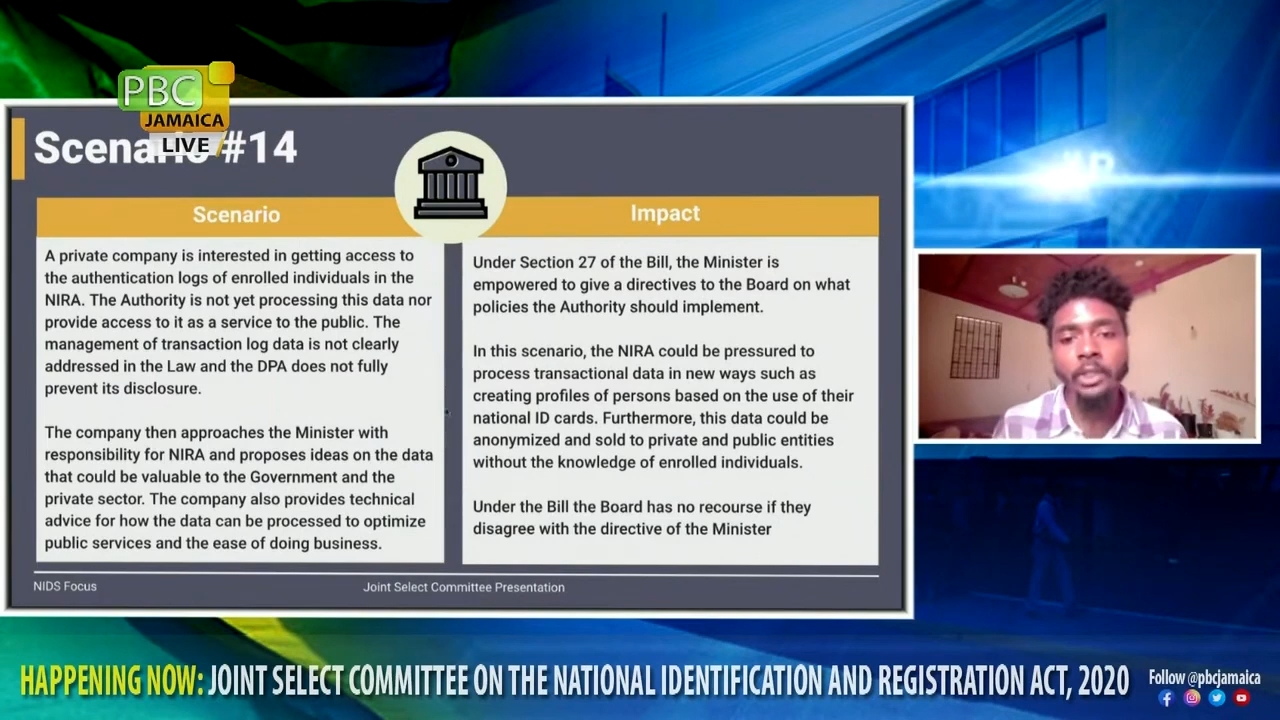 PBC
JAMAICA
LIVE
Scenario #14
Scenario
Impact
A private company is interested in getting access to
the authentication logs of enrolled individuals in the
NIRA. The Authority is not yet processing this data nor
provide access to it as a service to the public. The
management of transaction log data is not clearly
addressed in the Law and the DPA does not fully
prevent its disclosure.
The company then approaches the Minister with
responsibility for NIRA and proposes ideas on the data
that could be valuable to the Government and the
private sector. The company also provides technical
advice for how the data can be processed to optimize
public services and the ease of doing business.
Under Section 27 of the Bill, the Minister is
empowered to give a directives to the Board on what
policies the Authority should implement.
In this scenario, the NIRA could be pressured to
process transactional data in new ways such as
creating profiles of persons based on the use of their
national ID cards. Furthermore, this data could be
anonymized and sold to private and public entities
without the knowledge of enrolled individuals.
Under the Bill the Board has no recourse if they
disagree with the directive of the Minister
NIDS Focus
Joint Select Committee Presentation
HAPPENING NOW: JOINT SELECT COMMITTEE ON THE NATIONAL IDENTIFICATION AND REGISTRATION ACT, 2020
Follow @pbcjamaica